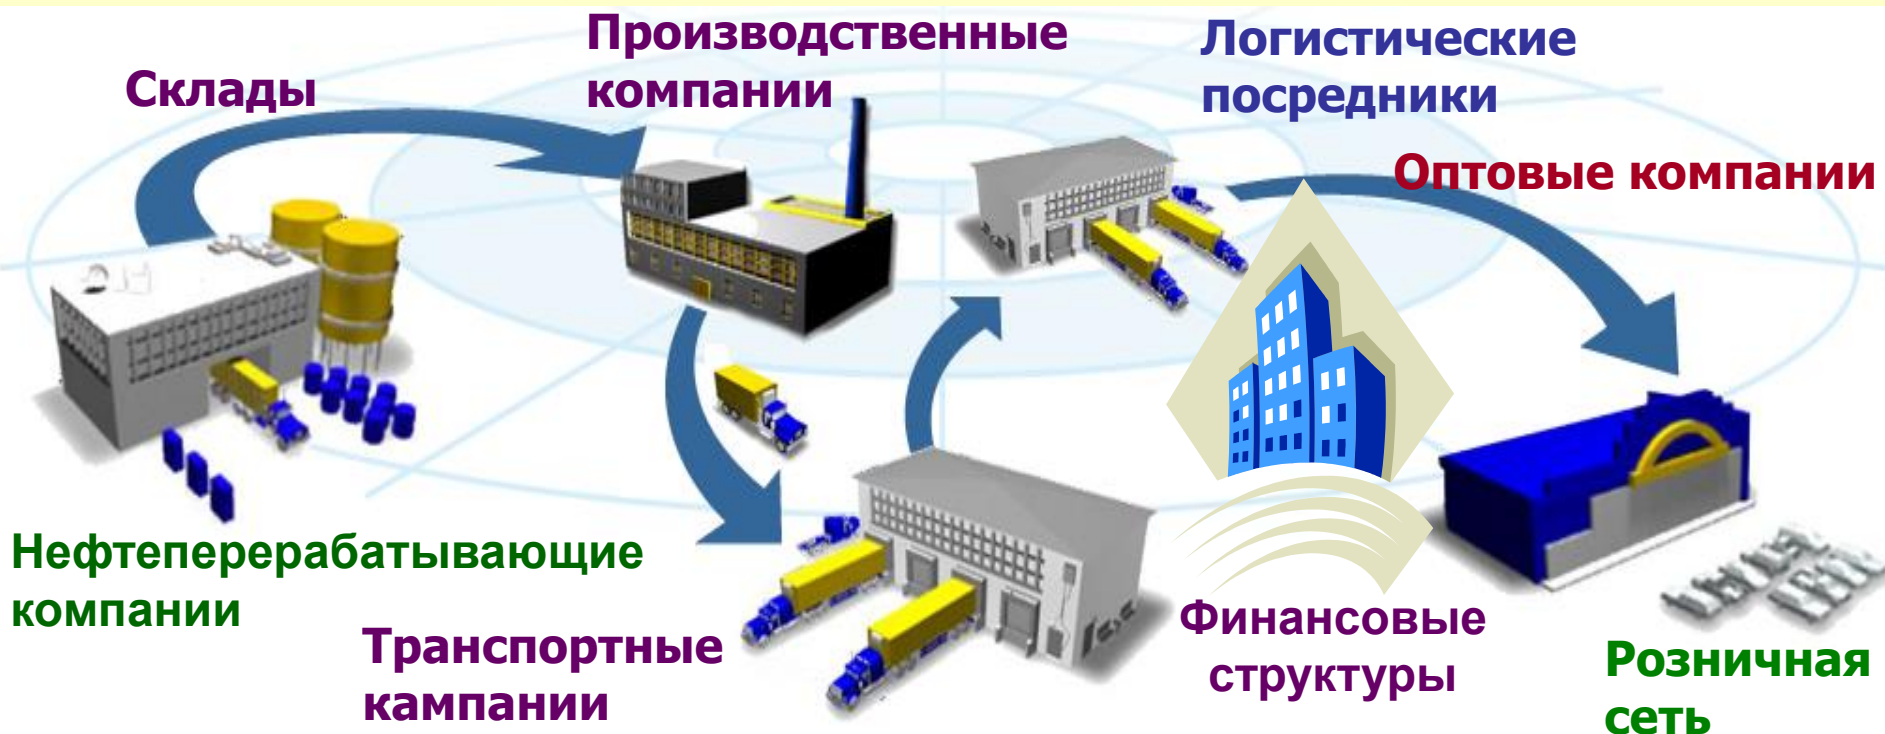 Склады
Производственные
компании
Логистические
посредники
Оптовые компании
Нефтеперерабатывающие
компании
Транспортные
кампании
Финансовые
структуры
Розничная
сеть